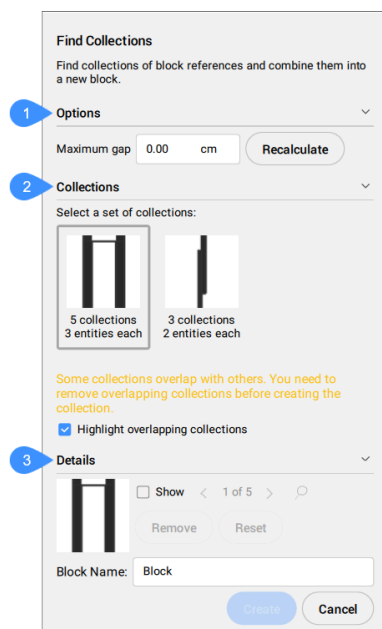 Find Collections
Find collections of block references and combine them into
a new block.
1
Options
Maximum gap 0.00 cm Recalculate
2
Collections
Select a set of collections:
5 collections
3 entities each
3 collections
2 entities each
Some collections overlap with others. You need to
remove overlapping collections before creating the
collection.
Highlight overlapping collections
3
Details
Show < 1 of 5 >
Remove Reset
Block Name: Block
Create Cancel